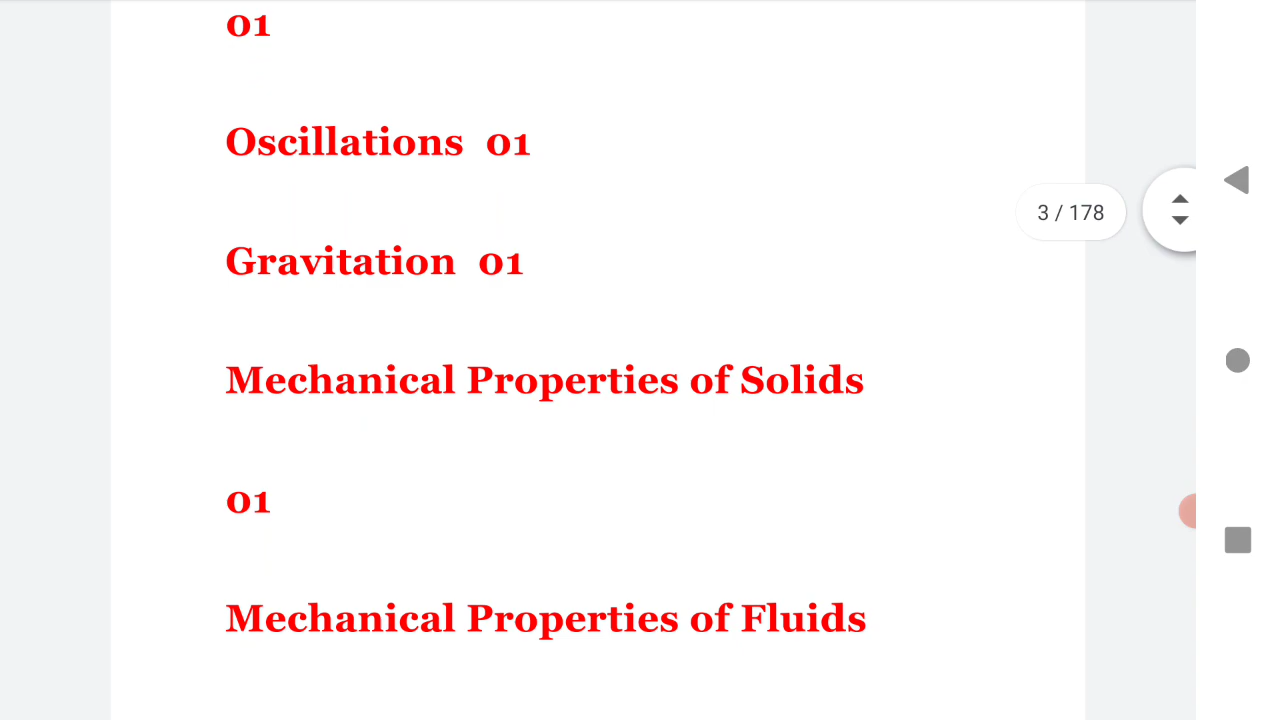 01
Oscillations 01
Gravitation 01
3 / 178
Mechanical Properties of Solids
01
Mechanical Properties of Fluids